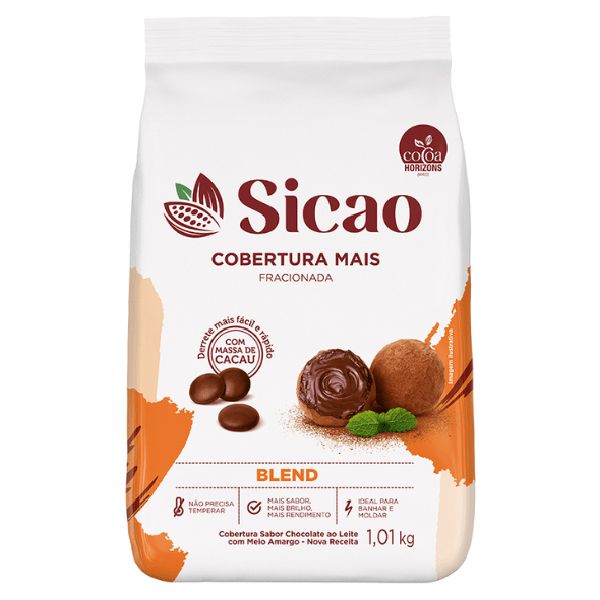 cocoa
HORIZONS
Sicao
COBERTURA MAIS
FRACIONADA
Derrete mais fácil e rápido
COM
MASSA DE
CACAU
Imagem ilustrativa.
BLEND
NÃO PRECISA
TEMPERAR
MAIS SABOR,
MAIS BRILHO,
MAIS RENDIMENTO
IDEAL PARA
BANHAR E
MOLDAR
Cobertura Sabor Chocolate ao Leite
com Meio Amargo - Nova Receita
1,01 kg